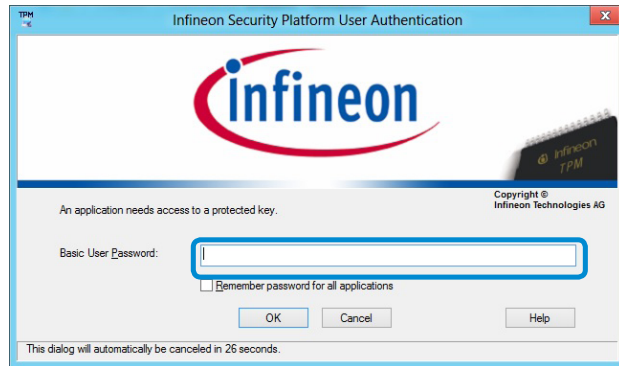 TPM
Infineon Security Platform User Authentication
x
infineon
infineon
TPM
Copyright ©
Infineon Technologies AG
An application needs access to a protected key.
Basic User Password:
Remember password for all applications
OK Cancel Help
This dialog will automatically be canceled in 26 seconds.